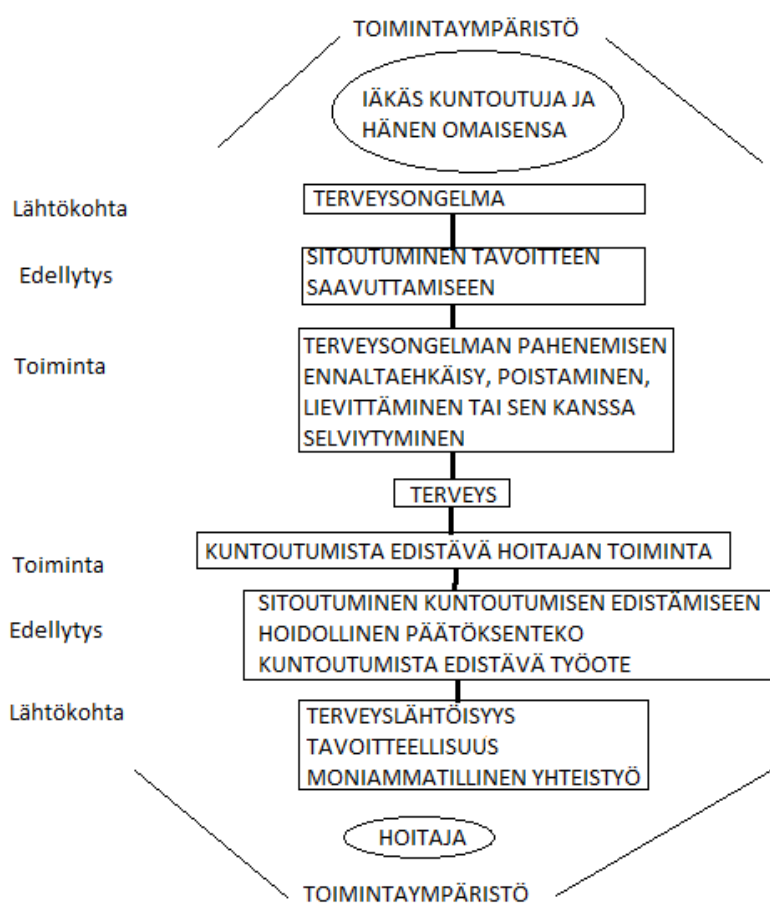 TOIMINTAYMPÄRISTÖ
IÄKÄS KUNTOUTUJA JA
HÄNEN OMAISENSA
Lähtökohta
TERVEYSONGELMA
Edellytys
SITOUTUMINEN TAVOITTEEN
SAAVUTTAMISEEN
Toiminta
TERVEYSONGELMAN PAHENEMISEN
ENNALTAEHKÄISY, POISTAMINEN,
LIEVITTÄMINEN TAI SEN KANSSA
SELVIYTYMINEN
TERVEYS
Toiminta
KUNTOUTUMISTA EDISTÄVÄ HOITAJAN TOIMINTA
Edellytys
SITOUTUMINEN KUNTOUTUMISEN EDISTÄMISEEN
HOIDOLLINEN PÄÄTÖKSENTEKO
KUNTOUTUMISTA EDISTÄVÄ TYÖOTE
Lähtökohta
TERVEYSLÄHTÖISYYS
TAVOITTEELLISUUS
MONIAMMATILLINEN YHTEISTYÖ
HOITAJA
TOIMINTAYMPÄRISTÖ